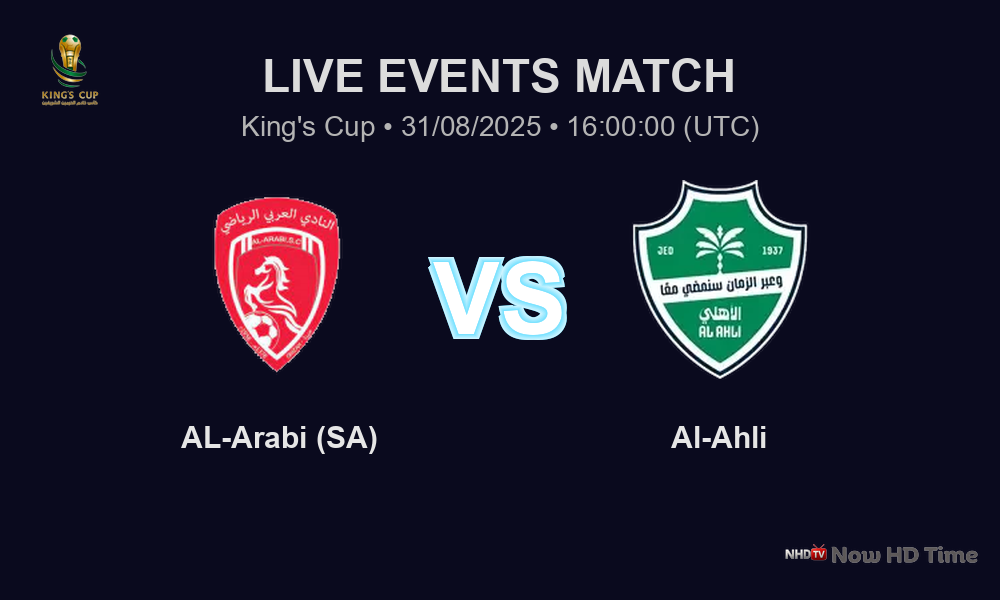 LIVE EVENTS MATCH
KING'S CUP
King's Cup • 31/08/2025 • 16:00:00 (UTC)
النادي العربي الرياضي
AL-ARABI.S.C
VS
JED
1937
وعبر الزمان سنمضي معًا
الأهلي
AL AHLI
AL-Arabi (SA)
Al-Ahli
NHDTV Now HD Time